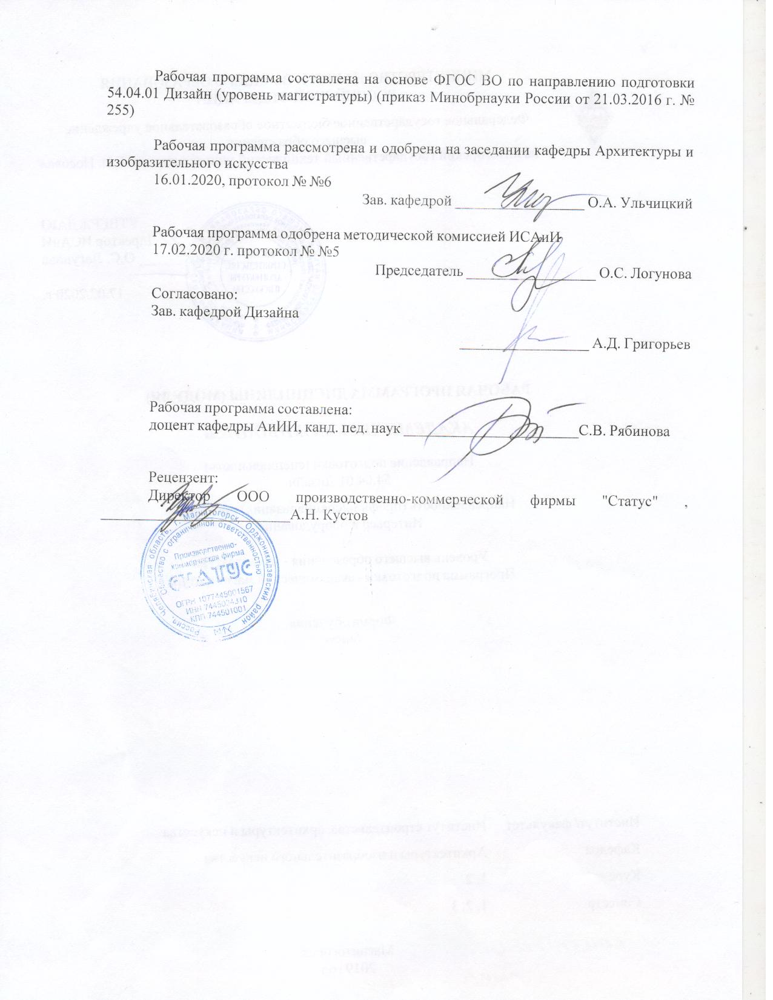 Рабочая программа составлена на основе ФГОС ВО по направлению подготовки
54.04.01 Дизайн (уровень магистратуры) (приказ Минобрнауки России от 21.03.2016 г. №
255)
Рабочая программа рассмотрена и одобрена на заседании кафедры Архитектуры и
изобразительного искусства
16.01.2020, протокол № №6
Зав. кафедрой _________________ О.А. Ульчицкий
Рабочая программа одобрена методической комиссией ИСАиИ
17.02.2020 г. протокол № №5
Председатель _________________ О.С. Логунова
Согласовано:
Зав. кафедрой Дизайна
_________________ А.Д. Григорьев
Рабочая программа составлена:
доцент кафедры АиИИ, канд. пед. наук _______________________С.В. Рябинова
Рецензент:
Директор ООО производственно-коммерческой фирмы "Статус" ,
_________________________А.Н. Кустов
Россия, Челябинская область, г. Магнитогорск, Орджоникидзевский район
Общество с ограниченной ответственностью
Производственно-
коммерческая фирма
СТАТУС
ОГРН 1077445001567
ИНН 7445034310
КПП 744501001